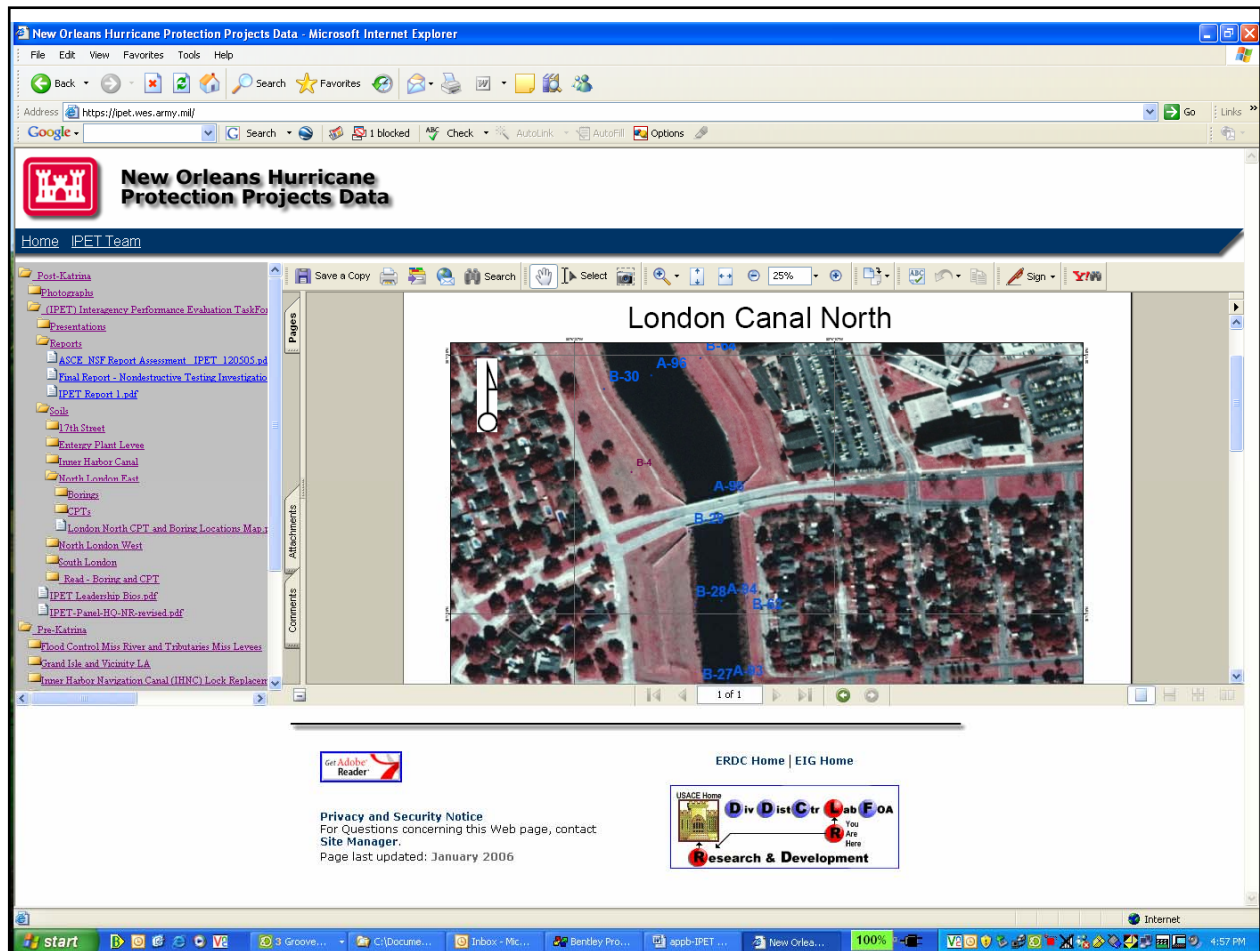 New Orleans Hurricane Protection Projects Data - Microsoft Internet Explorer
File Edit View Favorites Tools Help
Back Search Favorites
Address https://ipet.wes.army.mil/ Go Links »
Google Search 1 blocked ABC Check AutoLink AutoFill Options
New Orleans Hurricane
Protection Projects Data
Home IPET Team
Post-Katrina
Photographs
(IPET) Interagency Performance Evaluation TaskFor
Presentations
Reports
ASCE_NSF Report Assessment_IPET_120505.pd
Final Report - Nondestructive Testing Investigatio
IPET Report 1.pdf
Soils
17th Street
Entergy Plant Levee
Inner Harbor Canal
North London East
Borings
CPTs
London North CPT and Boring Locations Map.p
North London West
South London
Read - Boring and CPT
IPET Leadership Bios.pdf
IPET-Panel-HQ-NR-revised.pdf
Pre-Katrina
Flood Control Miss River and Tributaries Miss Levees
Grand Isle and Vicinity LA
Inner Harbor Navigation Canal (IHNC) Lock Replacem
Save a Copy Search Select 25% Sign Y!
Pages
Attachments
Comments
London Canal North
A-96
B-30
B-4
A-95
B-29
B-28 A-94
B-62
B-27 A-93
1 of 1
Get Adobe Reader
ERDC Home | EIG Home
USACE Home
Div Dist Ctr Lab FOA
You
Are
Here
R
Research & Development
Privacy and Security Notice
For Questions concerning this Web page, contact
Site Manager.
Page last updated: January 2006
Internet
start 3 Groove... C:\Docume... Inbox - Mic... Bentley Pro... appb-IPET ... New Orlea... 100% 4:57 PM